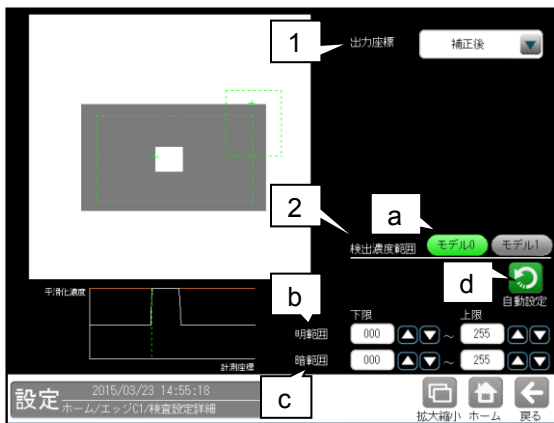 1
出力座標
補正後
2
a
検出濃度範囲
モデル0
モデル1
d
自動設定
平滑化濃度
計測座標
b
下限
上限
明範囲
000
~
255
暗範囲
000
~
255
c
設定
2015/03/23 14:55:18
ホーム/エッジC1/検査設定詳細
拡大縮小
ホーム
戻る